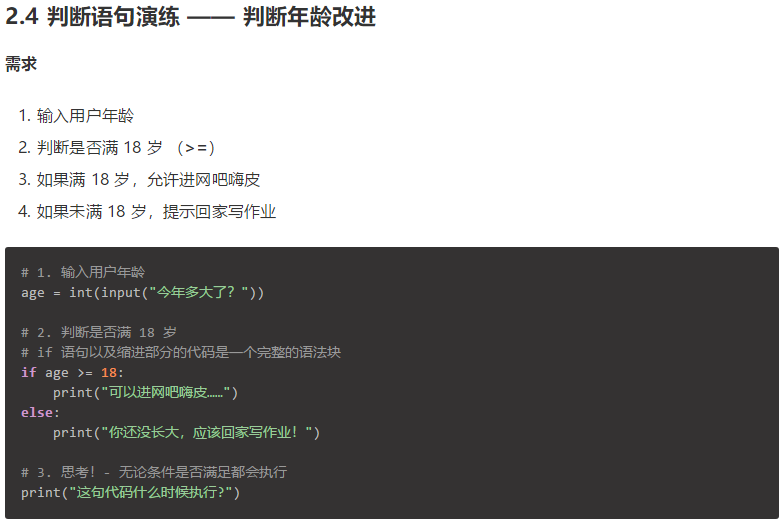 2.4 判断语句演练 —— 判断年龄改进
需求
1. 输入用户年龄
2. 判断是否满 18 岁 （>=）
3. 如果满 18 岁，允许进网吧嗨皮
4. 如果未满 18 岁，提示回家写作业
# 1. 输入用户年龄
age = int(input("今年多大了？"))
# 2. 判断是否满 18 岁
# if 语句以及缩进部分的代码是一个完整的语法块
if age >= 18:
    print("可以进网吧嗨皮……")
else:
    print("你还没长大，应该回家写作业！")
# 3. 思考！- 无论条件是否满足都会执行
print("这句代码什么时候执行?")